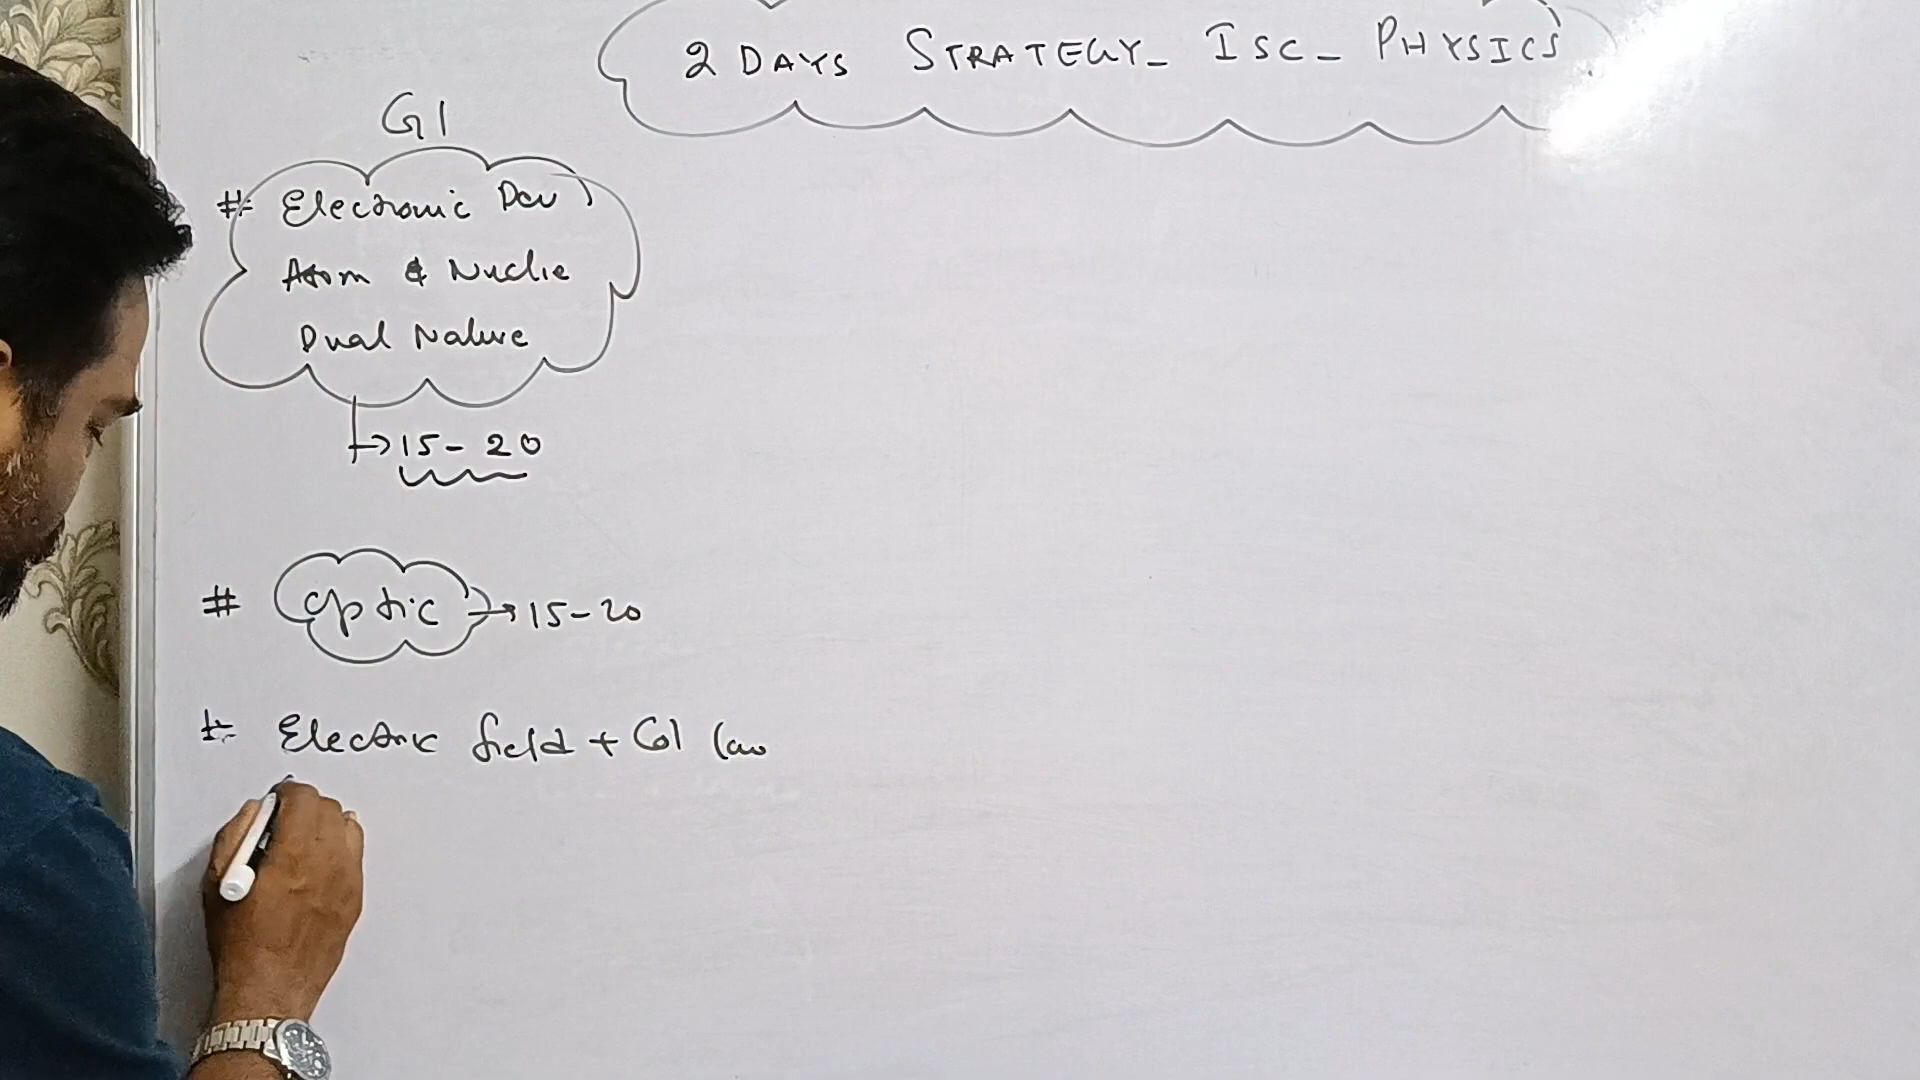 2 DAYS STRATEGY_ ISC_ PHYSICS.
G1
# Electronic Dev
Atom & Nuclie
Dual Nature
→ 15 - 20
# Optic → 15-20
# Electric field + Col law